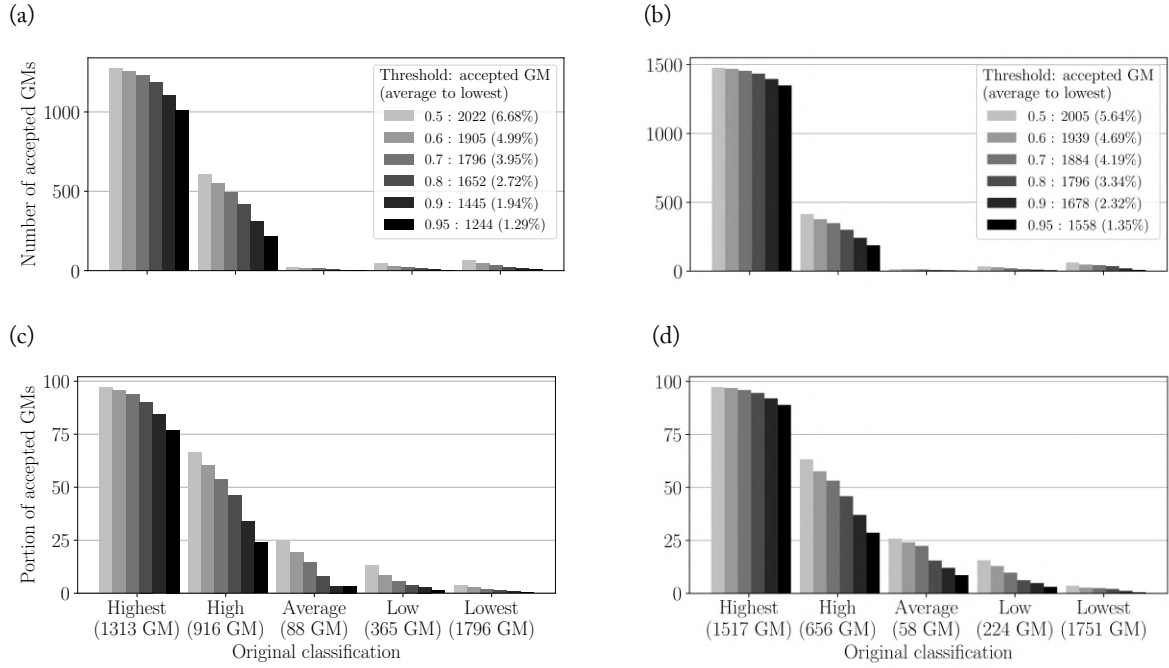 (a)
Number of accepted GMs
1000
500
0
Threshold: accepted GM
(average to lowest)
0.5 : 2022 (6.68%)
0.6 : 1905 (4.99%)
0.7 : 1796 (3.95%)
0.8 : 1652 (2.72%)
0.9 : 1445 (1.94%)
0.95 : 1244 (1.29%)
(b)
1500
1000
500
0
Threshold: accepted GM
(average to lowest)
0.5 : 2005 (5.64%)
0.6 : 1939 (4.69%)
0.7 : 1884 (4.19%)
0.8 : 1796 (3.34%)
0.9 : 1678 (2.32%)
0.95 : 1558 (1.35%)
(c)
Portion of accepted GMs
100
75
50
25
0
Highest High Average Low Lowest
(1313 GM) (916 GM) (88 GM) (365 GM) (1796 GM)
Original classification
(d)
100
75
50
25
0
Highest High Average Low Lowest
(1517 GM) (656 GM) (58 GM) (224 GM) (1751 GM)
Original classification